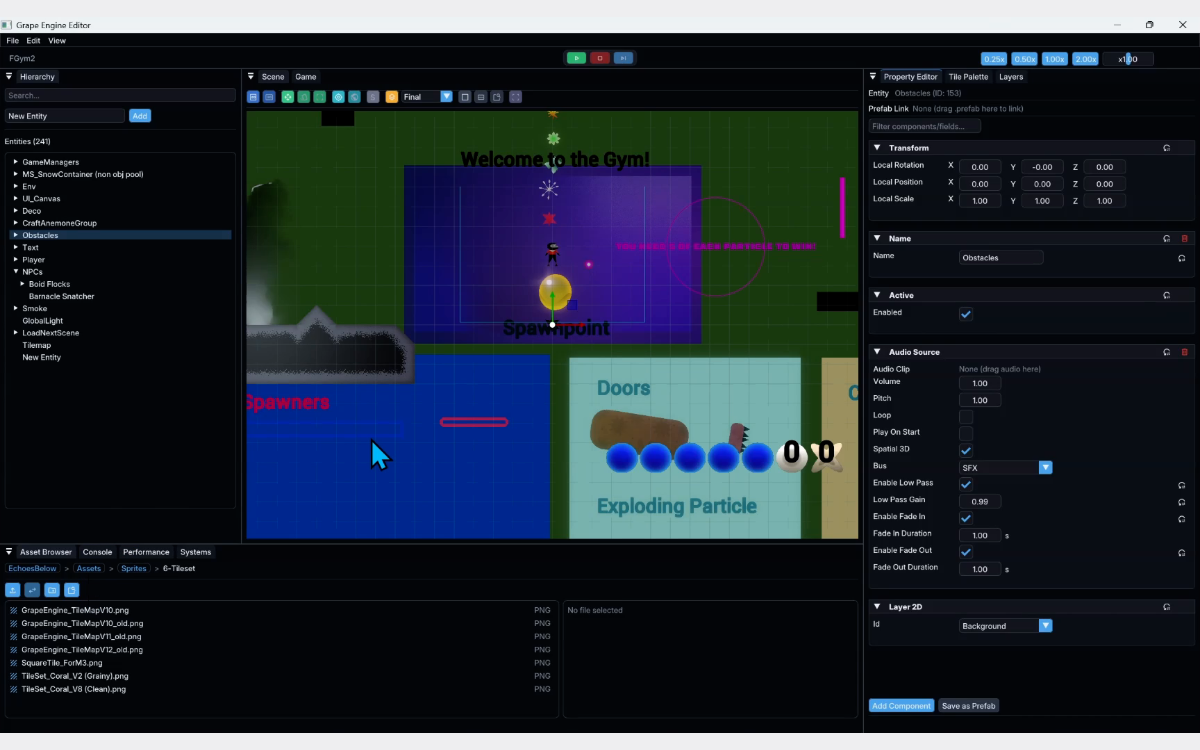 Grape Engine Editor
File Edit View
FGym2
0.25x 0.50x 1.00x 2.00x x1.00
Hierarchy
Search...
New Entity Add
Entities (241)
GameManagers
MS_SnowContainer (non obj pool)
Env
UI_Canvas
Deco
CraftAnemoneGroup
Obstacles
Text
Player
NPCs
Boid Flocks
Barnacle Snatcher
Smoke
GlobalLight
LoadNextScene
Tilemap
New Entity
Scene Game
Final
Welcome to the Gym!
Spawnpoint
Spawners
Doors
0 0
Exploding Particle
Property Editor Tile Palette Layers
Entity Obstacles (ID: 153)
Prefab Link None (drag .prefab here to link)
Filter components/fields...
Transform
Local Rotation X 0.00 Y -0.00 Z 0.00
Local Position X 0.00 Y 0.00 Z 0.00
Local Scale X 1.00 Y 1.00 Z 1.00
Name
Name Obstacles
Active
Enabled
Audio Source
Audio Clip None (drag audio here)
Volume 1.00
Pitch 1.00
Loop
Play On Start
Spatial 3D
Bus SFX
Enable Low Pass
Low Pass Gain 0.99
Enable Fade In
Fade In Duration 1.00 s
Enable Fade Out
Fade Out Duration 1.00 s
Layer 2D
Id Background
Add Component Save as Prefab
Asset Browser Console Performance Systems
EchoesBelow > Assets > Sprites > 6-Tileset
GrapeEngine_TileMapV10.png PNG
GrapeEngine_TileMapV10_old.png PNG
GrapeEngine_TileMapV11_old.png PNG
GrapeEngine_TileMapV12_old.png PNG
SquareTile_ForM3.png PNG
TileSet_Coral_V2 (Grainy).png PNG
TileSet_Coral_V8 (Clean).png PNG
No file selected